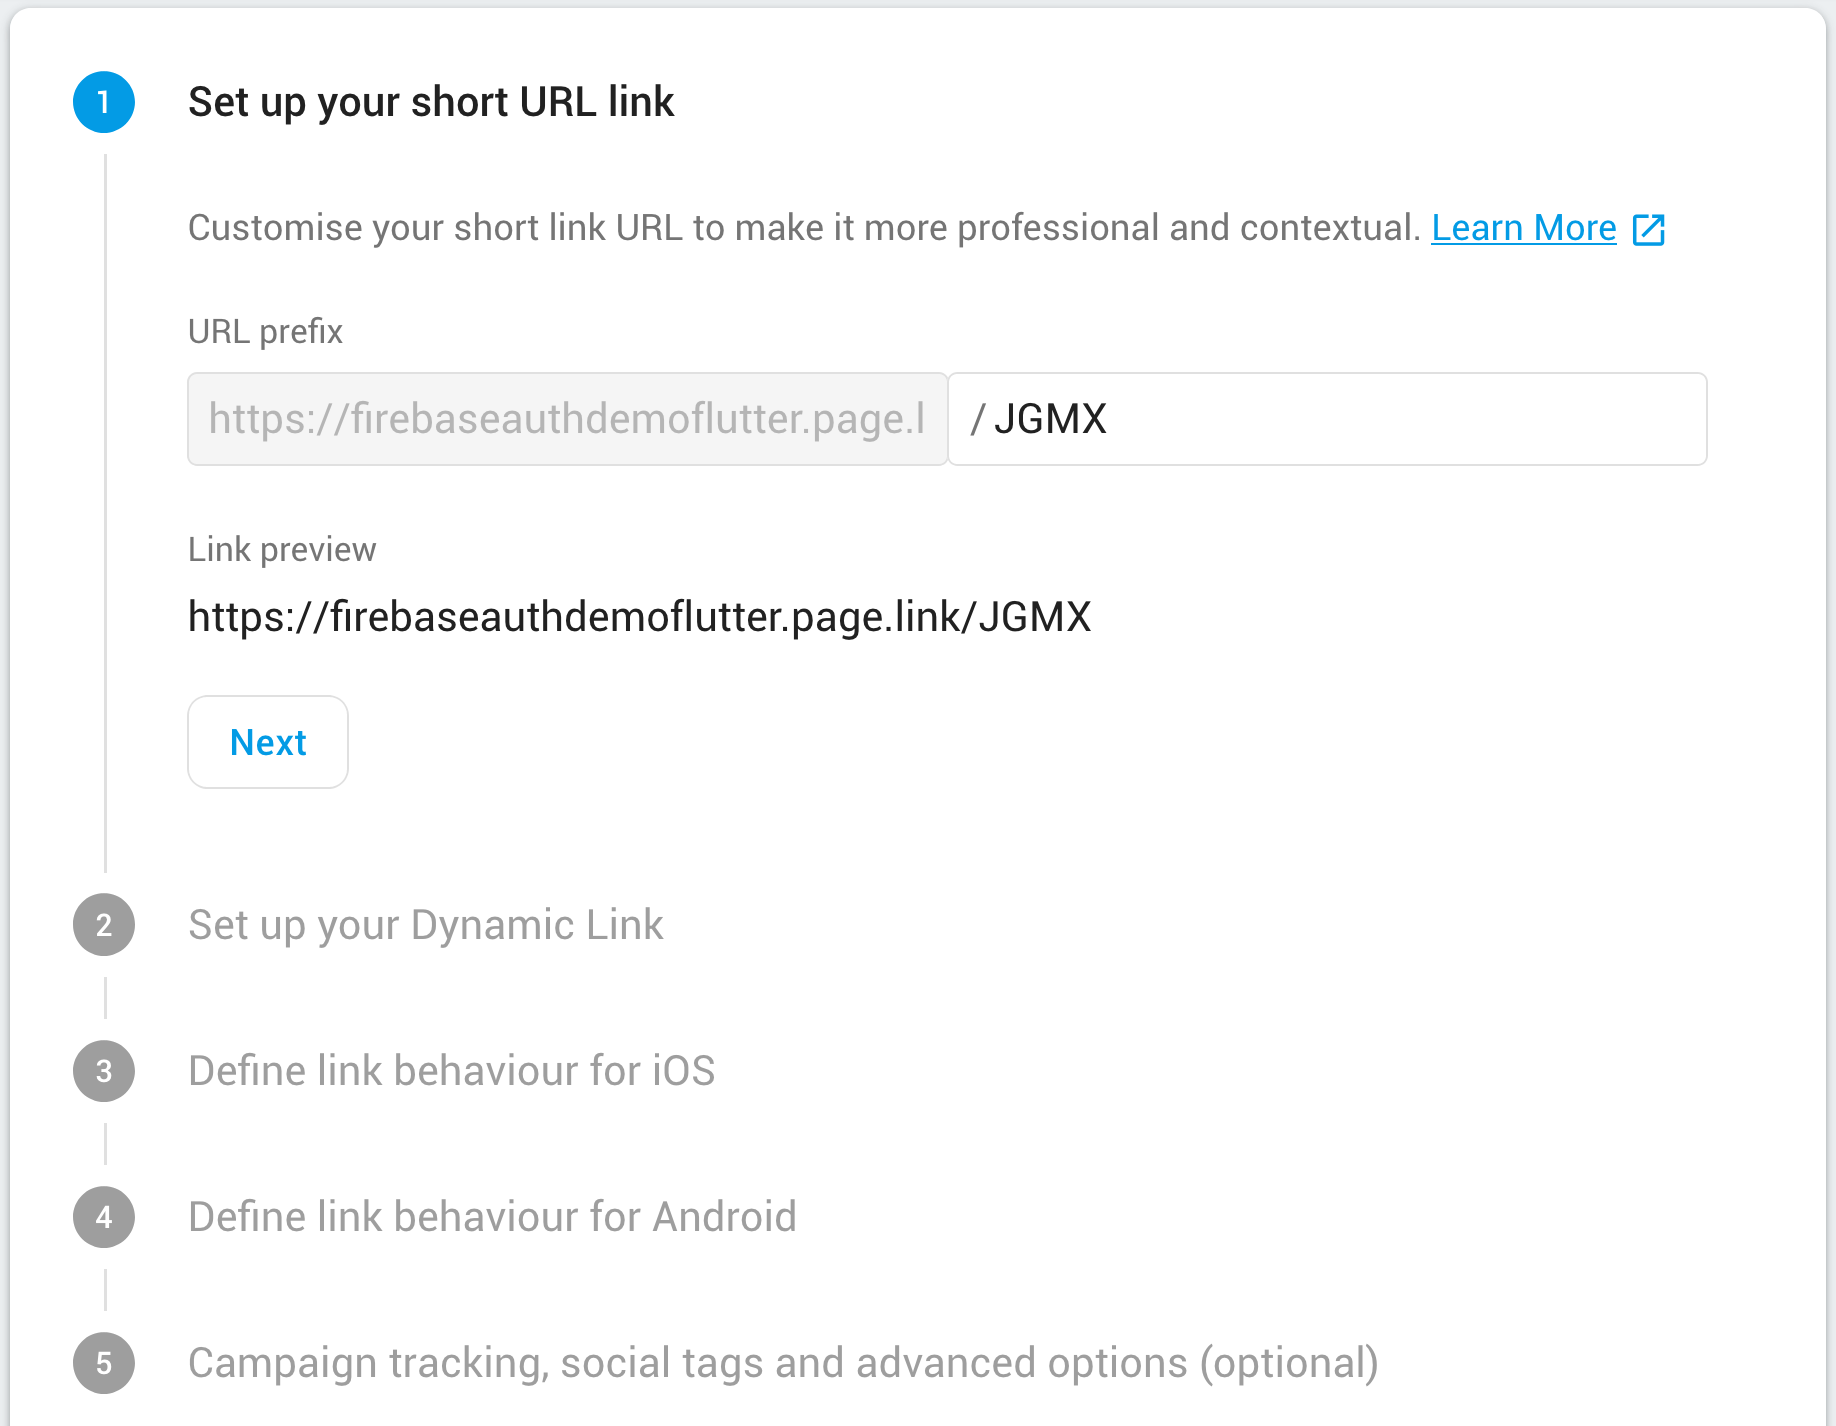 1 Set up your short URL link
Customise your short link URL to make it more professional and contextual. Learn More
URL prefix
https://firebaseauthdemoflutter.page.l / JGMX
Link preview
https://firebaseauthdemoflutter.page.link/JGMX
Next
2 Set up your Dynamic Link
3 Define link behaviour for iOS
4 Define link behaviour for Android
5 Campaign tracking, social tags and advanced options (optional)